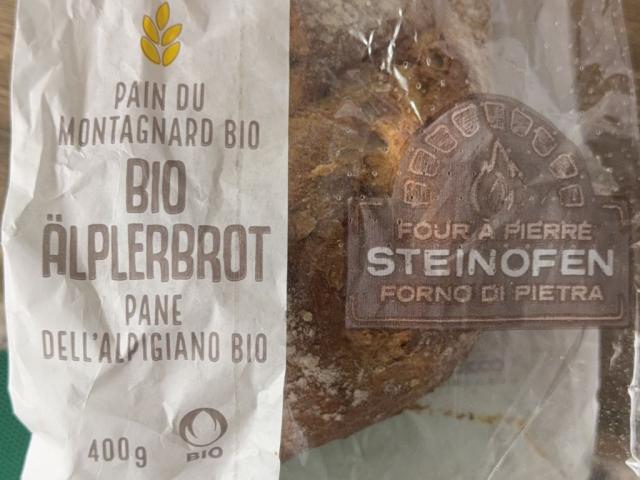 PAIN DU
MONTAGNARD BIO
BIO
ÄLPLERBROT
PANE
DELL'ALPIGIANO BIO
400g
BIO
FOUR À PIERRE
STEINOFEN
FORNO DI PIETRA